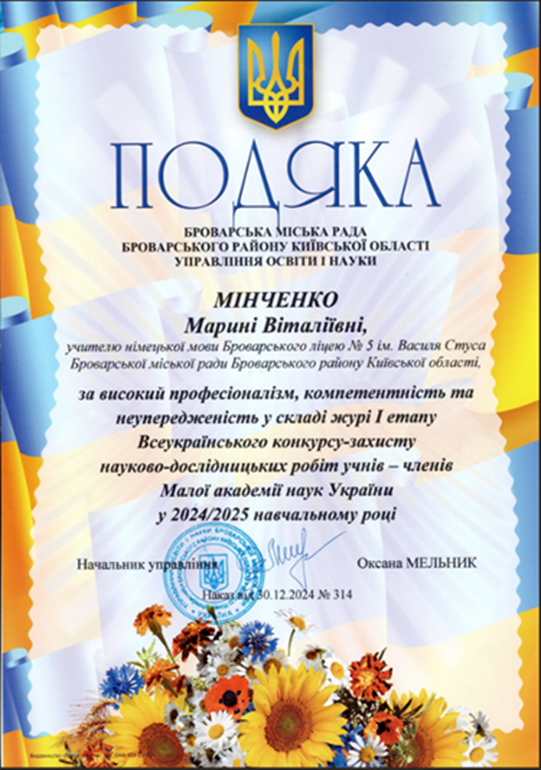 ПОДЯКА
БРОВАРСЬКА МІСЬКА РАДА
БРОВАРСЬКОГО РАЙОНУ КИЇВСЬКОЇ ОБЛАСТІ
УПРАВЛІННЯ ОСВІТИ І НАУКИ
МІНЧЕНКО
Марині Віталіївні,
учителю німецької мови Броварського ліцею № 5 ім. Василя Стуса
Броварської міської ради Броварського району Київської області,
за високий професіоналізм, компетентність та
неупередженість у складі журі І етапу
Всеукраїнського конкурсу-захисту
науково-дослідницьких робіт учнів – членів
Малої академії наук України
у 2024/2025 навчальному році
Начальник управління Оксана МЕЛЬНИК
Наказ від 30.12.2024 № 314